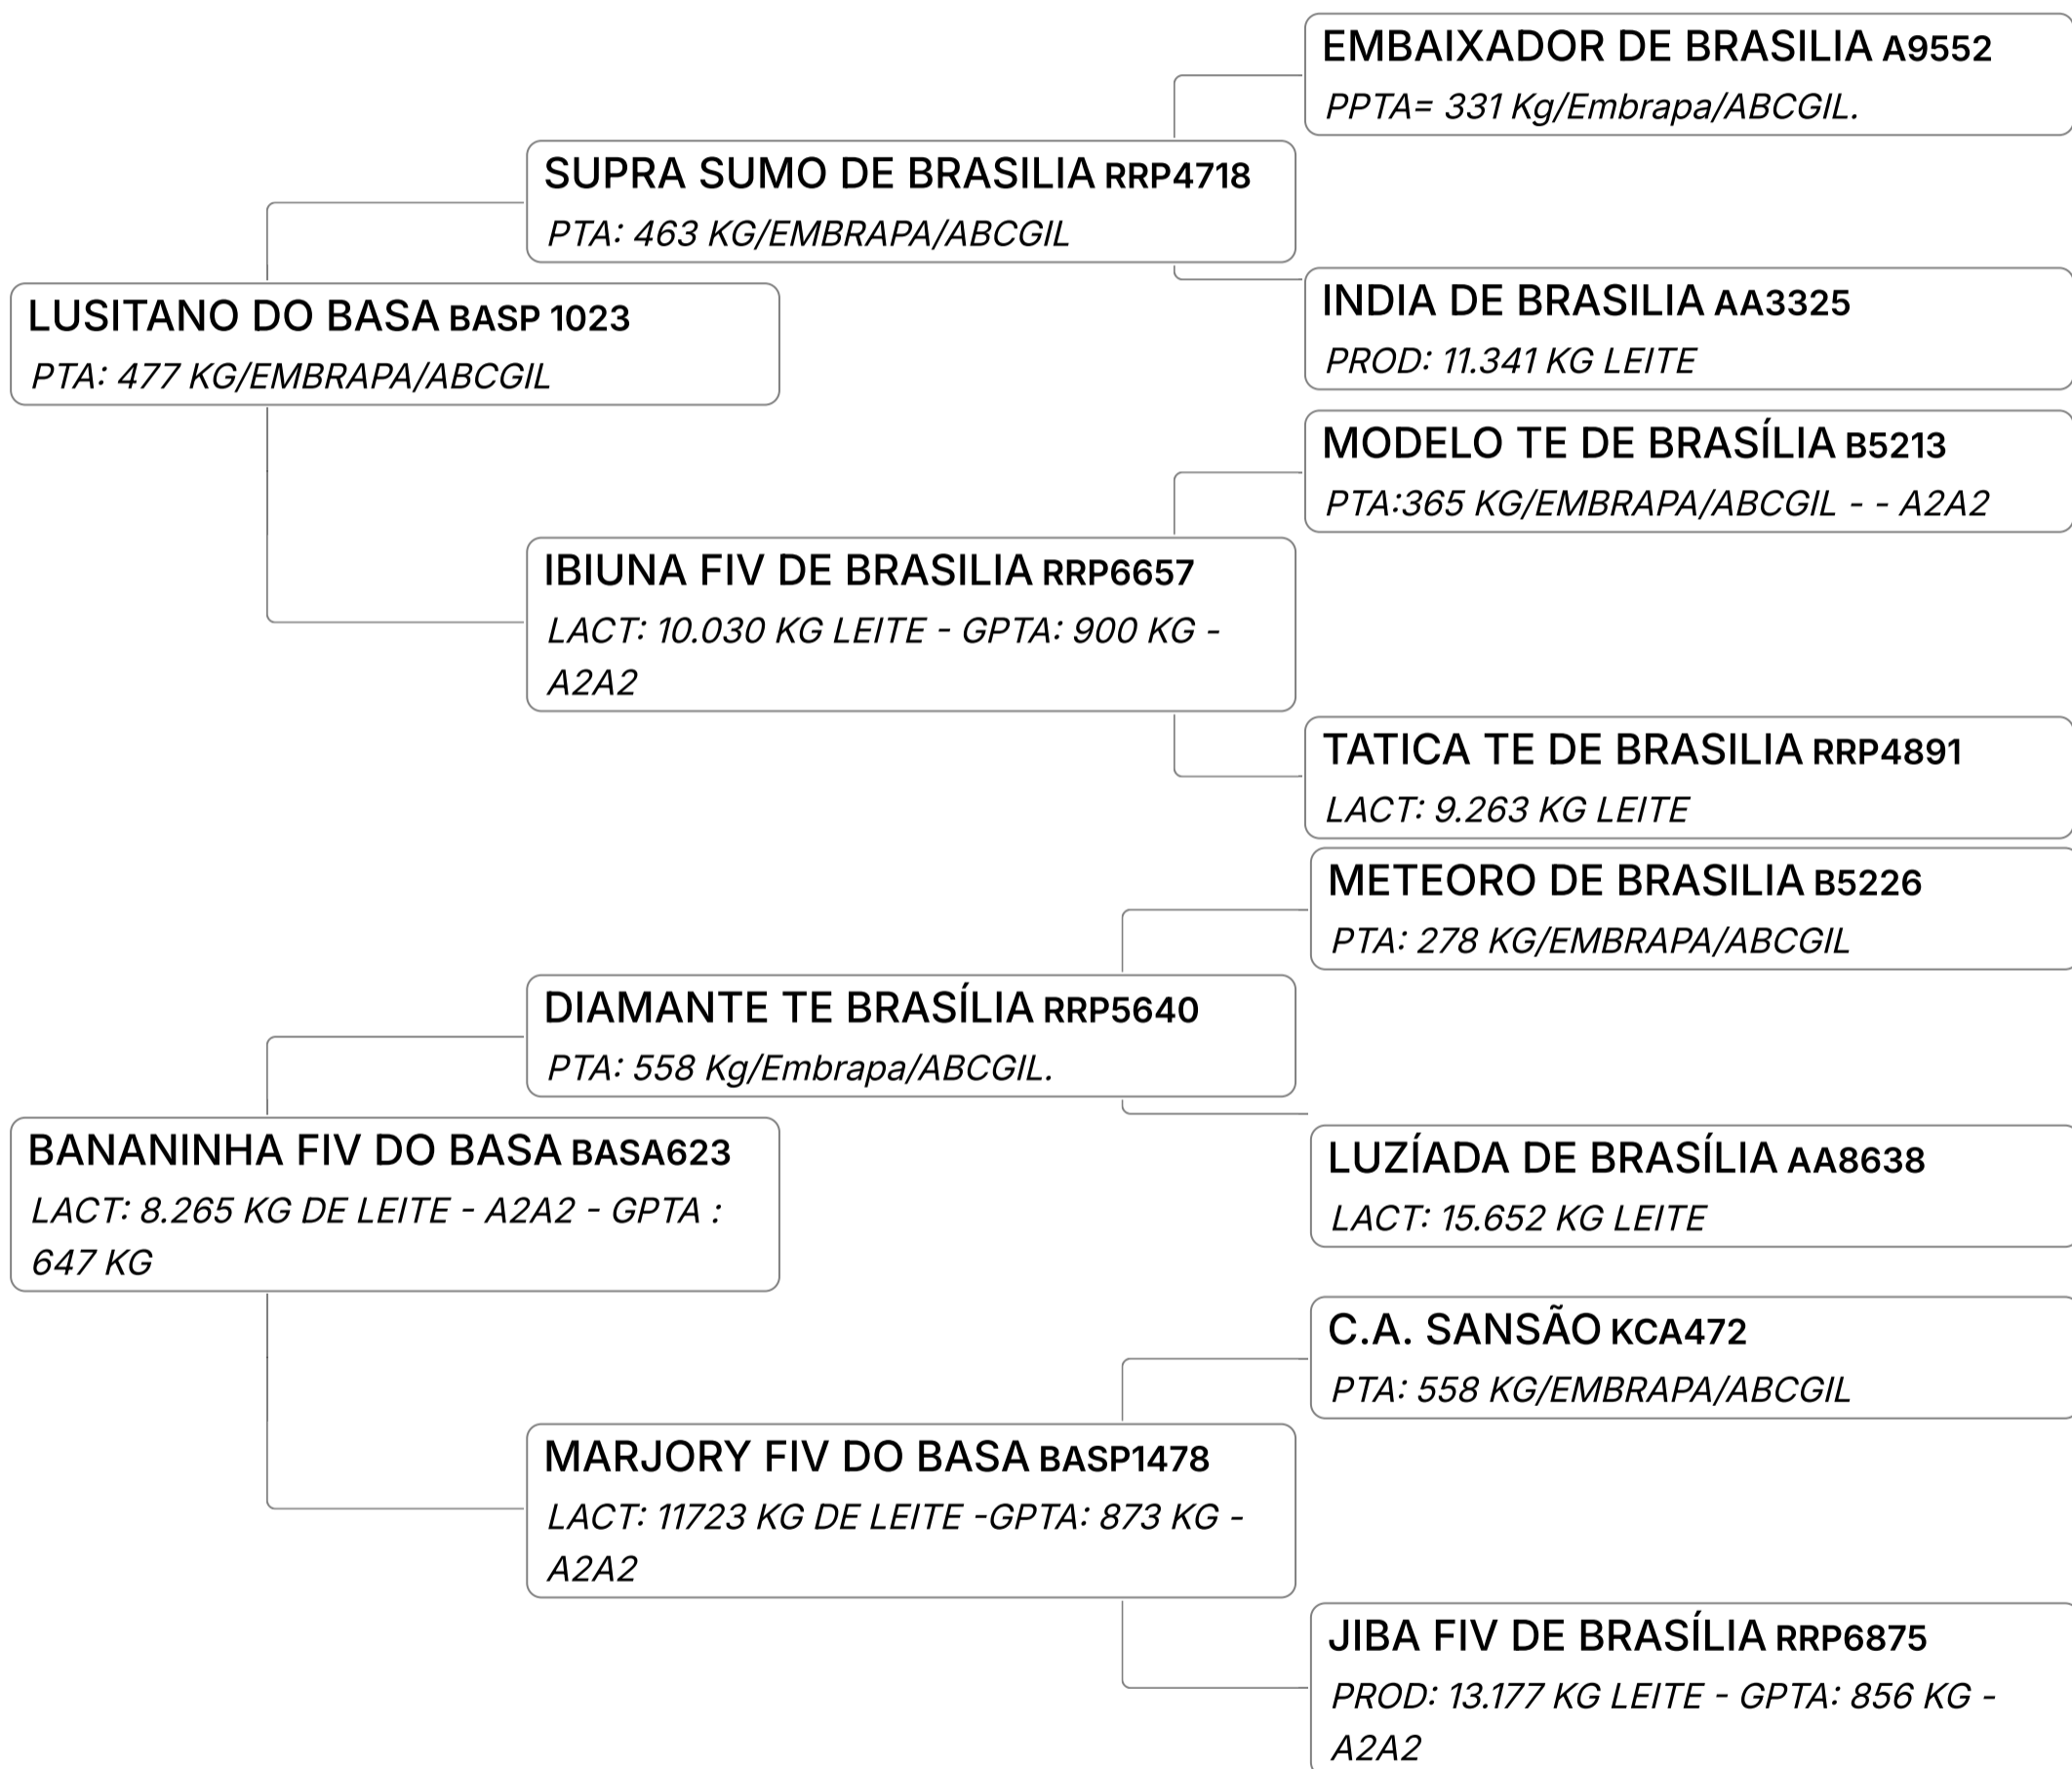 EMBAIXADOR DE BRASILIA A9552
PPTA= 331 Kg/Embrapa/ABCGIL.
SUPRA SUMO DE BRASILIA RRP4718
PTA: 463 KG/EMBRAPA/ABCGIL
INDIA DE BRASILIA AA3325
PROD: 11.341 KG LEITE
LUSITANO DO BASA BASP 1023
PTA: 477 KG/EMBRAPA/ABCGIL
MODELO TE DE BRASÍLIA B5213
PTA:365 KG/EMBRAPA/ABCGIL - - A2A2
IBIUNA FIV DE BRASILIA RRP6657
LACT: 10.030 KG LEITE - GPTA: 900 KG -
A2A2
TATICA TE DE BRASILIA RRP4891
LACT: 9.263 KG LEITE
METEORO DE BRASILIA B5226
PTA: 278 KG/EMBRAPA/ABCGIL
DIAMANTE TE BRASÍLIA RRP5640
PTA: 558 Kg/Embrapa/ABCGIL.
LUZÍADA DE BRASÍLIA AA8638
LACT: 15.652 KG LEITE
BANANINHA FIV DO BASA BASA623
LACT: 8.265 KG DE LEITE - A2A2 - GPTA :
647 KG
C.A. SANSÃO KCA472
PTA: 558 KG/EMBRAPA/ABCGIL
MARJORY FIV DO BASA BASP1478
LACT: 11723 KG DE LEITE -GPTA: 873 KG -
A2A2
JIBA FIV DE BRASÍLIA RRP6875
PROD: 13.177 KG LEITE - GPTA: 856 KG -
A2A2